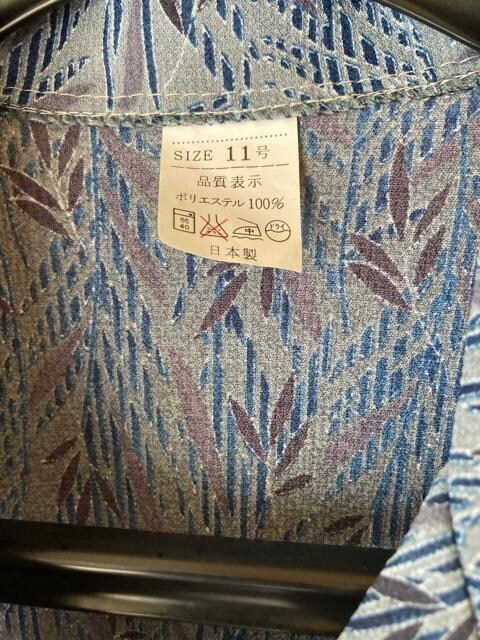 SIZE 11号
品質表示
ポリエステル 100%
40 中 ドライ
日本製